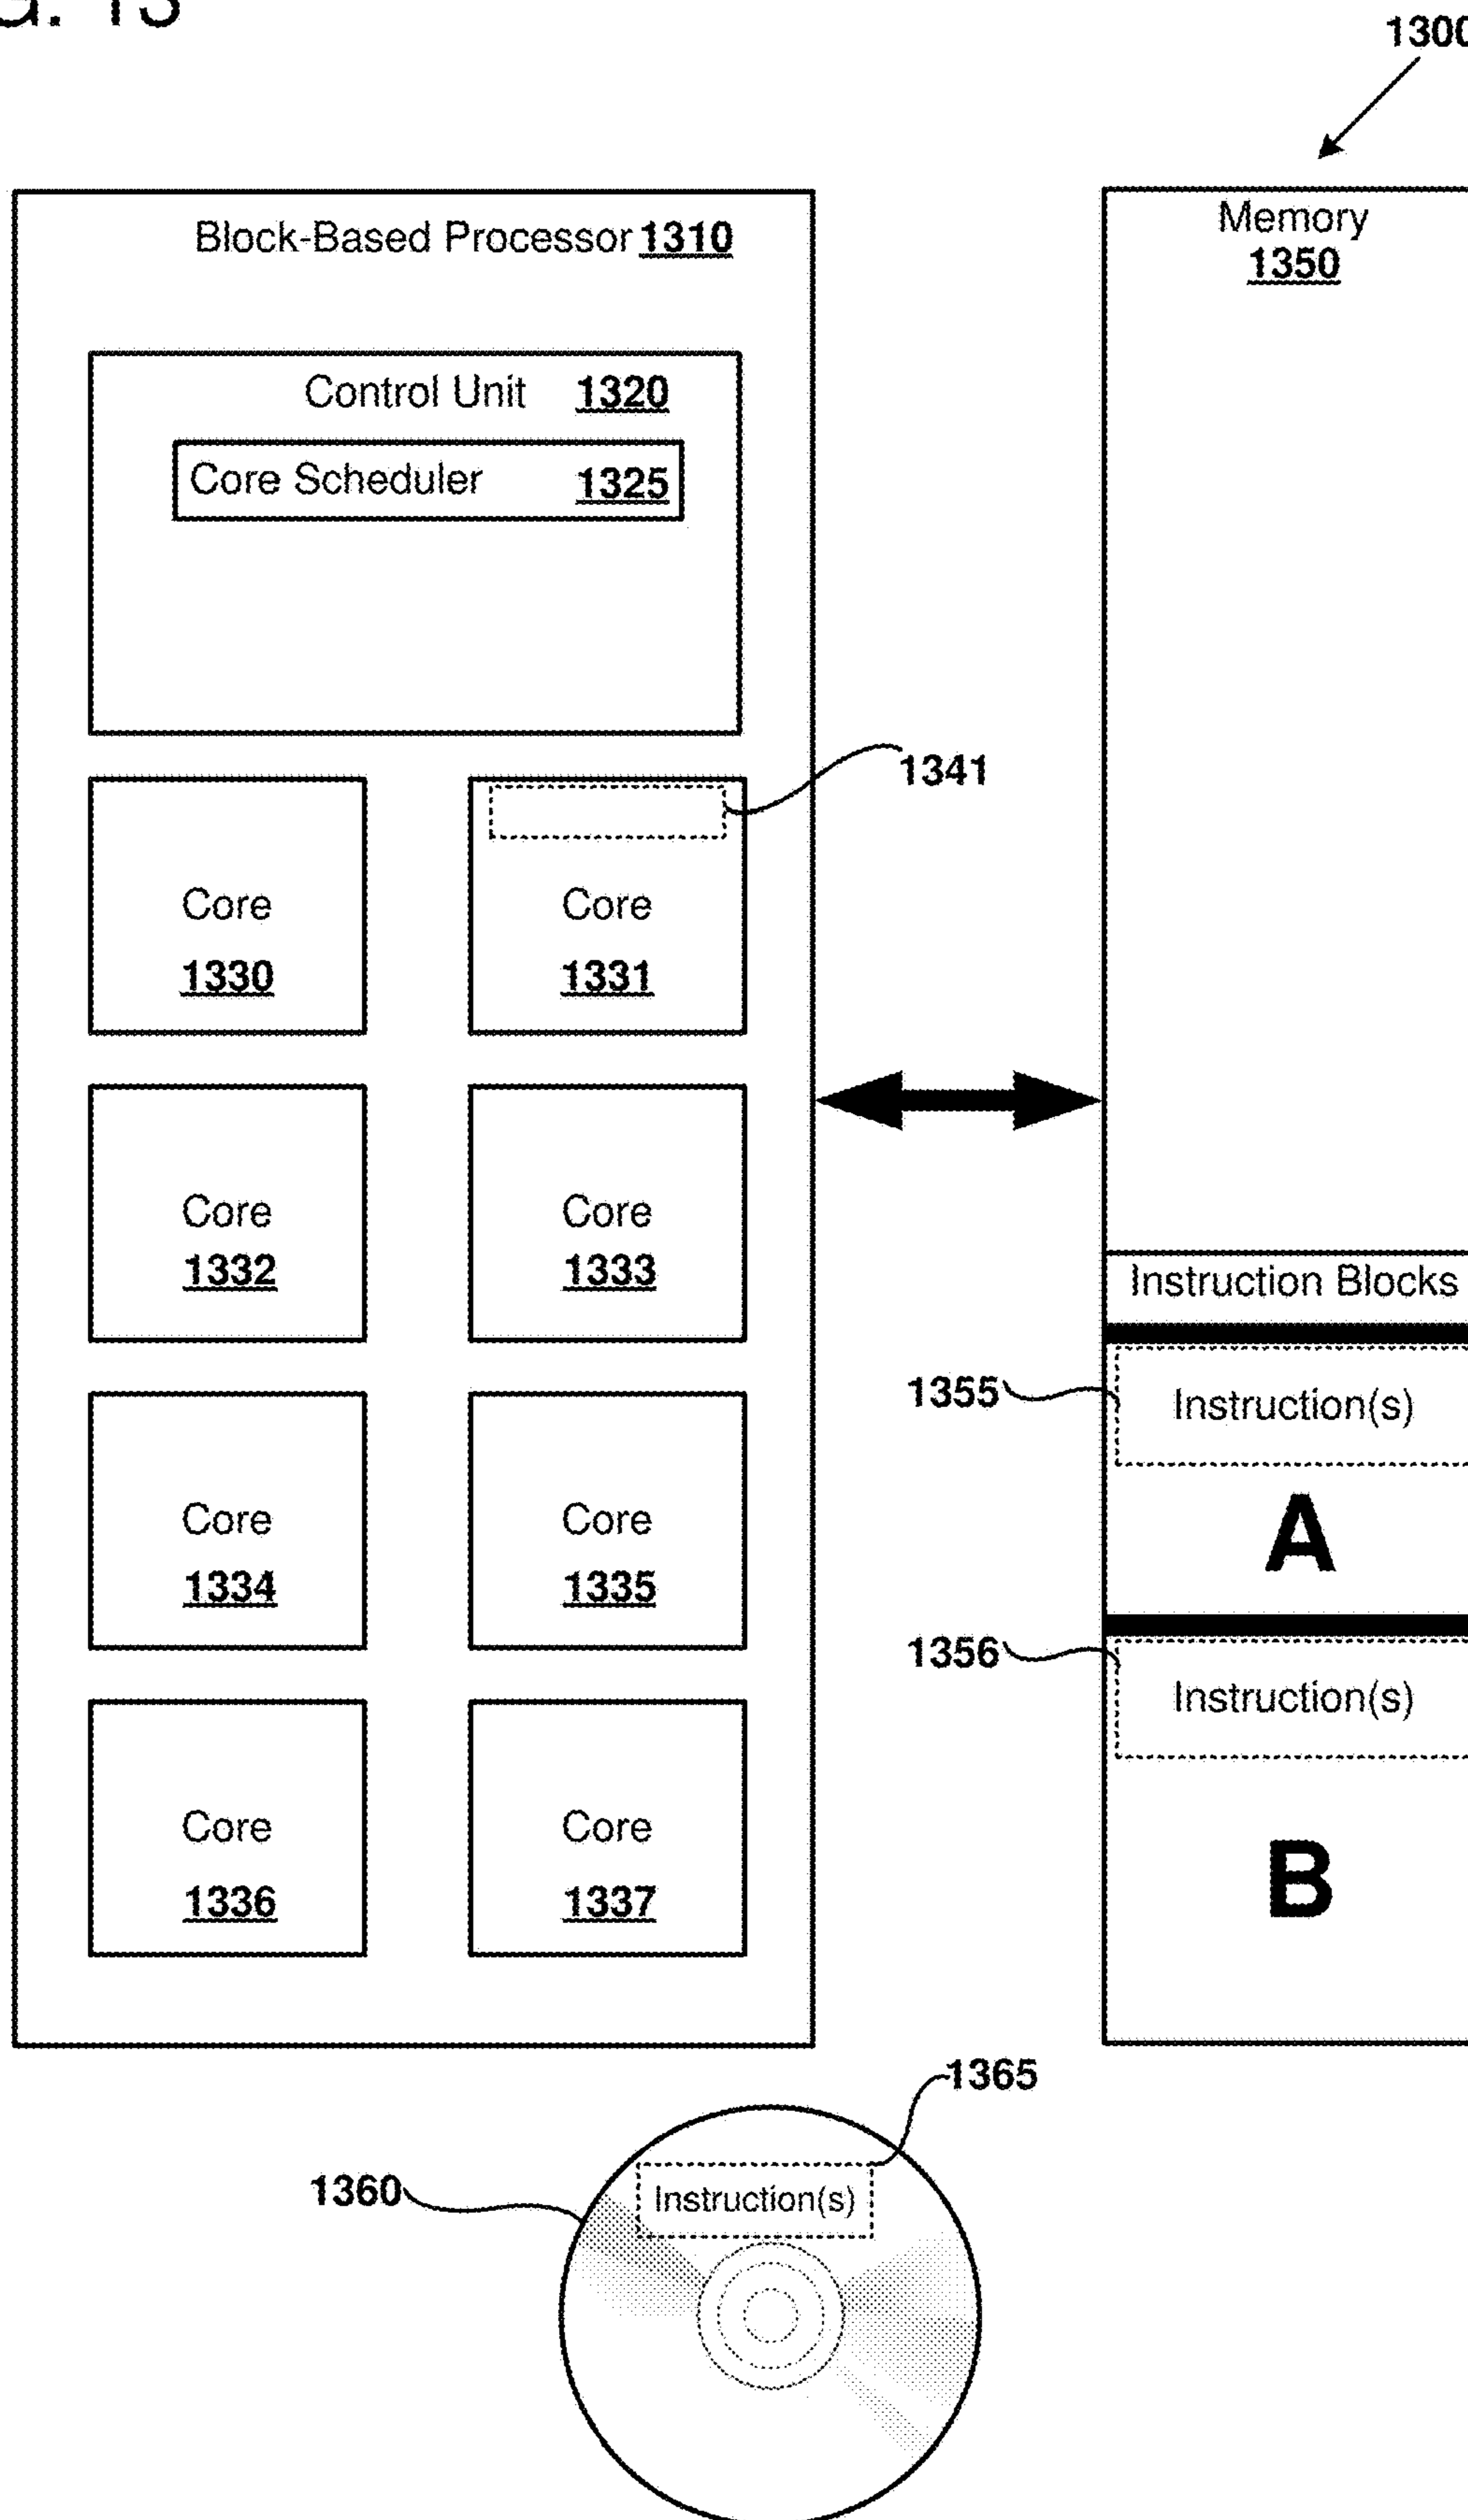 G. 13
1300
Block-Based Processor 1310
Memory
1350
Control Unit 1320
Core Scheduler 1325
1341
Core
1330
Core
1331
Core
1332
Core
1333
Instruction Blocks
1355
Instruction(s)
A
Core
1334
Core
1335
1356
Instruction(s)
B
Core
1336
Core
1337
1365
1360
Instruction(s)